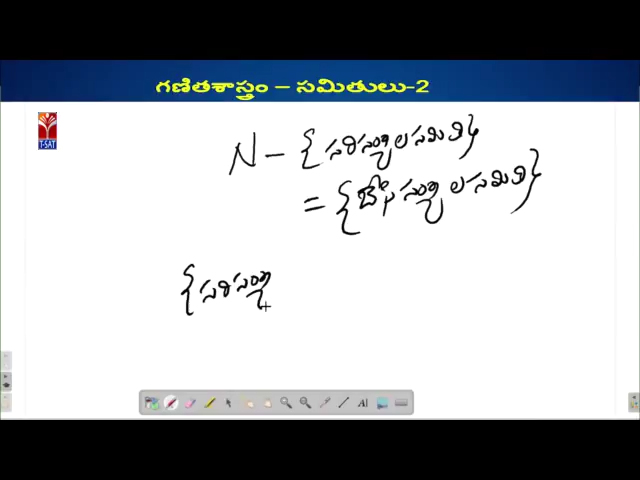 గణితశాస్త్రం – సమితులు-2
T-SAT
N - {సరిసంఖ్యల సమితి}
= {బేసి సంఖ్యల సమితి}
{సరిసంఖ్య